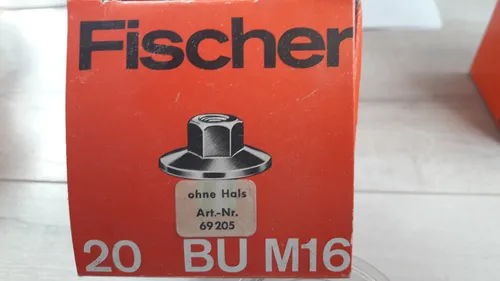 Fischer
ohne Hals
Art.-Nr.
69205
20 BU M16